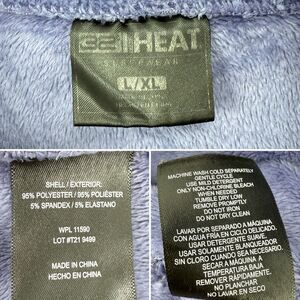 32 HEAT
SLEEPWEAR
L/XL
SHELL / EXTERIOR:
95% POLYESTER / 95% POLIÉSTER
5% SPANDEX / 5% ELASTANO
WPL 11590
LOT #T21 9499
MADE IN CHINA
HECHO EN CHINA
MACHINE WASH COLD SEPARATELY
GENTLE CYCLE
USE MILD DETERGENT
ONLY NON-CHLORINE BLEACH
WHEN NEEDED
TUMBLE DRY LOW
REMOVE PROMPTLY
DO NOT IRON
DO NOT DRY CLEAN
LAVAR POR SEPARADO A MÁQUINA
CON AGUA FRÍA EN CICLO DELICADO.
USAR DETERGENTE SUAVE
USAR SOLAMENTE BLANQUEADOR
SIN CLORO CUANDO SEA NECESARIO.
SECAR A MÁQUINA A
TEMPERATURA BAJA
REMOVER RÁPIDAMENTE.
NO PLANCHAR
NO LAVAR EN SECO